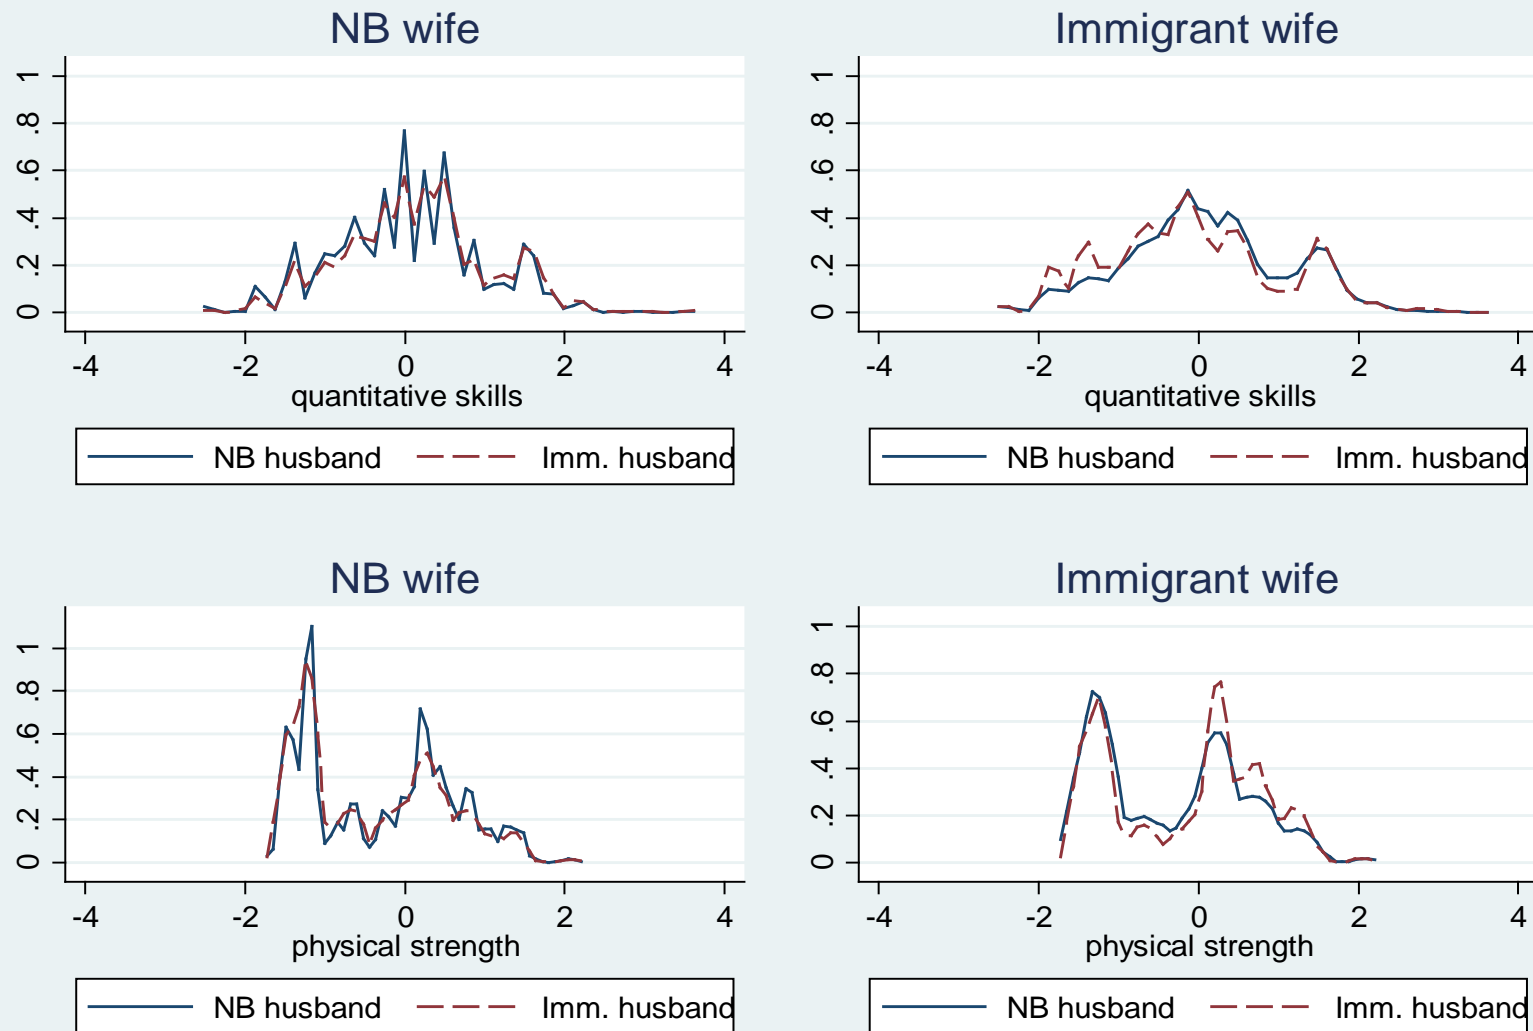 NB wife
1
.8
.6
.4
.2
0
-4 -2 0 2 4
quantitative skills
NB husband Imm. husband
Immigrant wife
1
.8
.6
.4
.2
0
-4 -2 0 2 4
quantitative skills
NB husband Imm. husband
NB wife
1
.8
.6
.4
.2
0
-4 -2 0 2 4
physical strength
NB husband Imm. husband
Immigrant wife
1
.8
.6
.4
.2
0
-4 -2 0 2 4
physical strength
NB husband Imm. husband